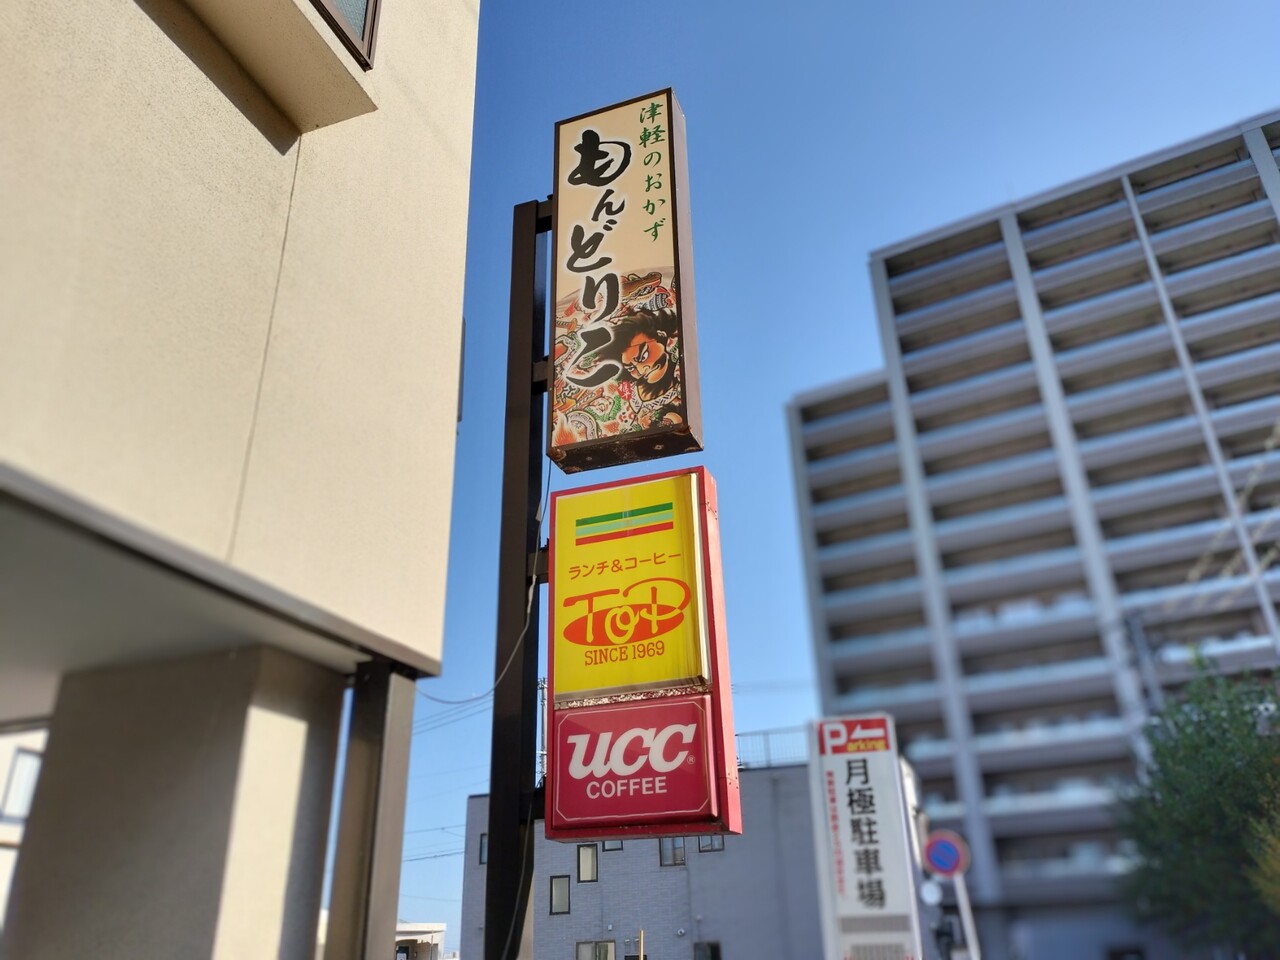 津軽のおかず
もんどりこ
ランチ&コーヒー
TOP
SINCE 1969
UCC®
COFFEE
Parking
月極駐車場